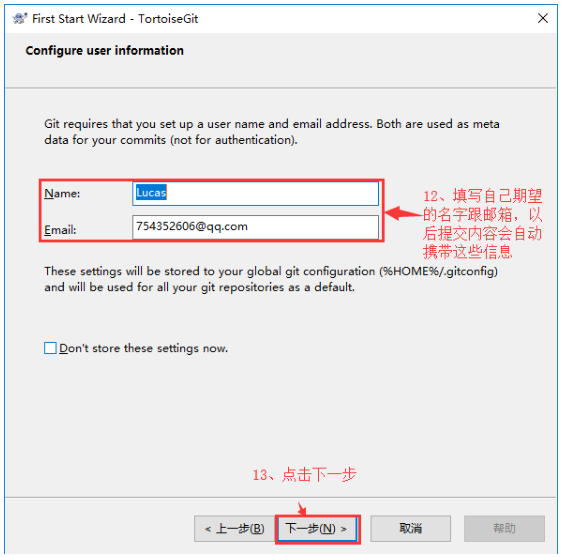 First Start Wizard - TortoiseGit
Configure user information
Git requires that you set up a user name and email address. Both are used as meta
data for your commits (not for authentication).
Name:
Lucas
Email:
754352606@qq.com
12、填写自己期望
的名字跟邮箱，以
后提交内容会自动
携带这些信息
These settings will be stored to your global git configuration (%HOME%/.gitconfig)
and will be used for all your git repositories as a default.
Don't store these settings now.
13、点击下一步
< 上一步(B)
下一步(N) >
取消
帮助